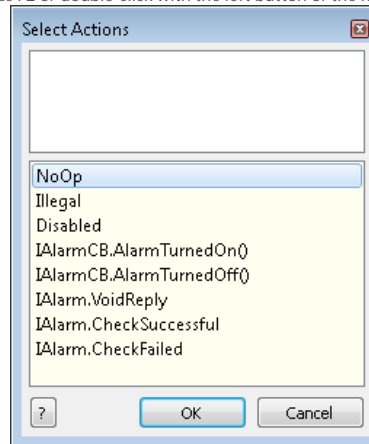 Select Actions
NoOp
Illegal
Disabled
IAlarmCB.AlarmTurnedOn()
IAlarmCB.AlarmTurnedOff()
IAlarm.VoidReply
IAlarm.CheckSuccessful
IAlarm.CheckFailed
?
OK
Cancel